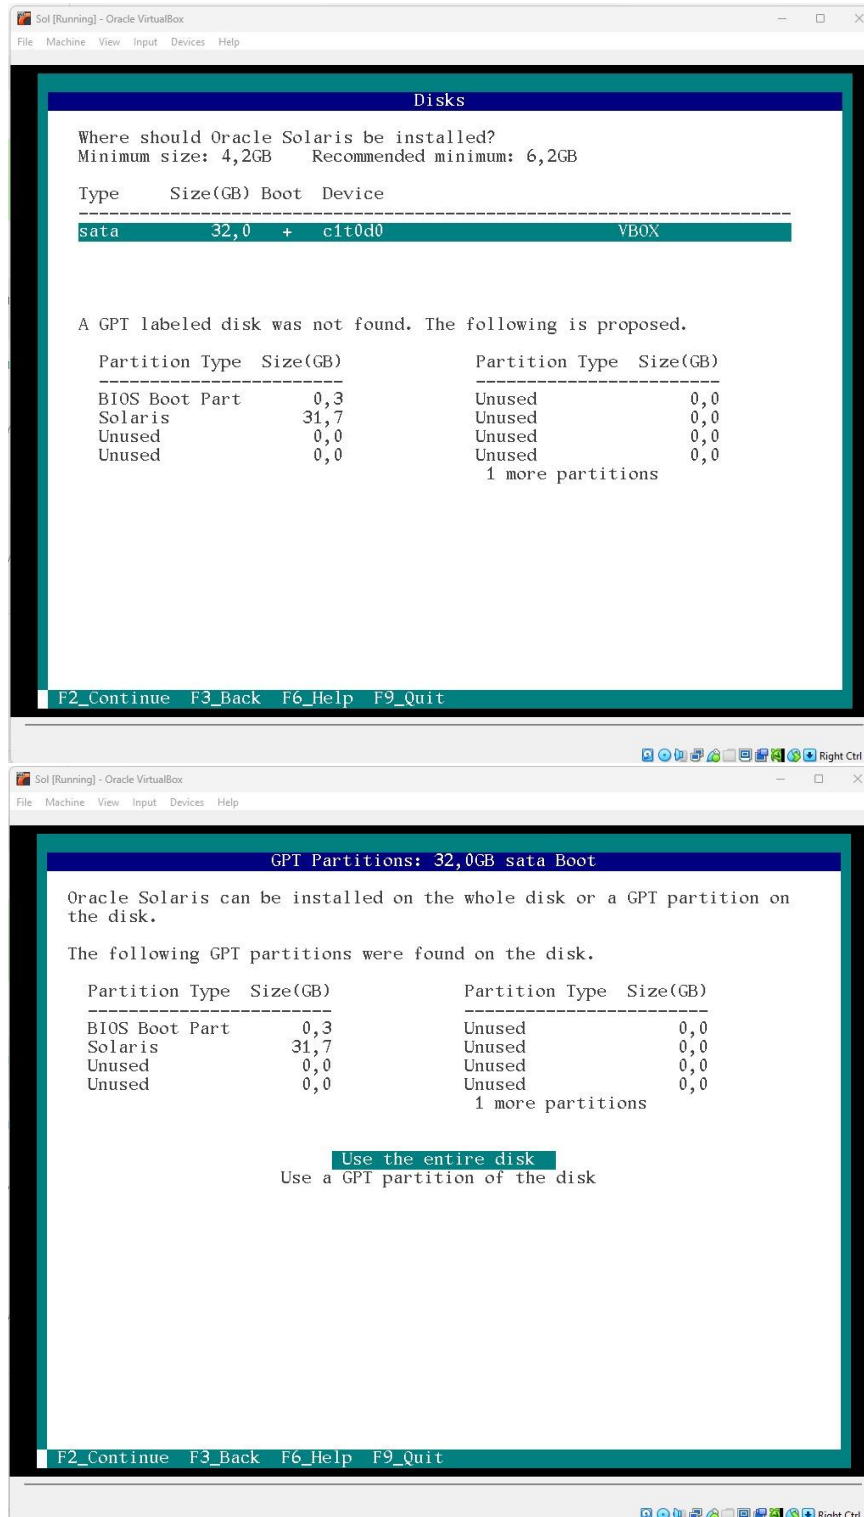 Sol [Running] - Oracle VirtualBox
File Machine View Input Devices Help
Disks
Where should Oracle Solaris be installed?
Minimum size: 4,2GB Recommended minimum: 6,2GB
Type Size(GB) Boot Device
sata 32,0 + c1t0d0 VBOX
A GPT labeled disk was not found. The following is proposed.
Partition Type Size(GB) Partition Type Size(GB)
BIOS Boot Part 0,3 Unused 0,0
Solaris 31,7 Unused 0,0
Unused 0,0 Unused 0,0
Unused 0,0 Unused 0,0
1 more partitions
F2_Continue F3_Back F6_Help F9_Quit
Right Ctrl
Sol [Running] - Oracle VirtualBox
File Machine View Input Devices Help
GPT Partitions: 32,0GB sata Boot
Oracle Solaris can be installed on the whole disk or a GPT partition on
the disk.
The following GPT partitions were found on the disk.
Partition Type Size(GB) Partition Type Size(GB)
BIOS Boot Part 0,3 Unused 0,0
Solaris 31,7 Unused 0,0
Unused 0,0 Unused 0,0
Unused 0,0 Unused 0,0
1 more partitions
Use the entire disk
Use a GPT partition of the disk
F2_Continue F3_Back F6_Help F9_Quit
Right Ctrl